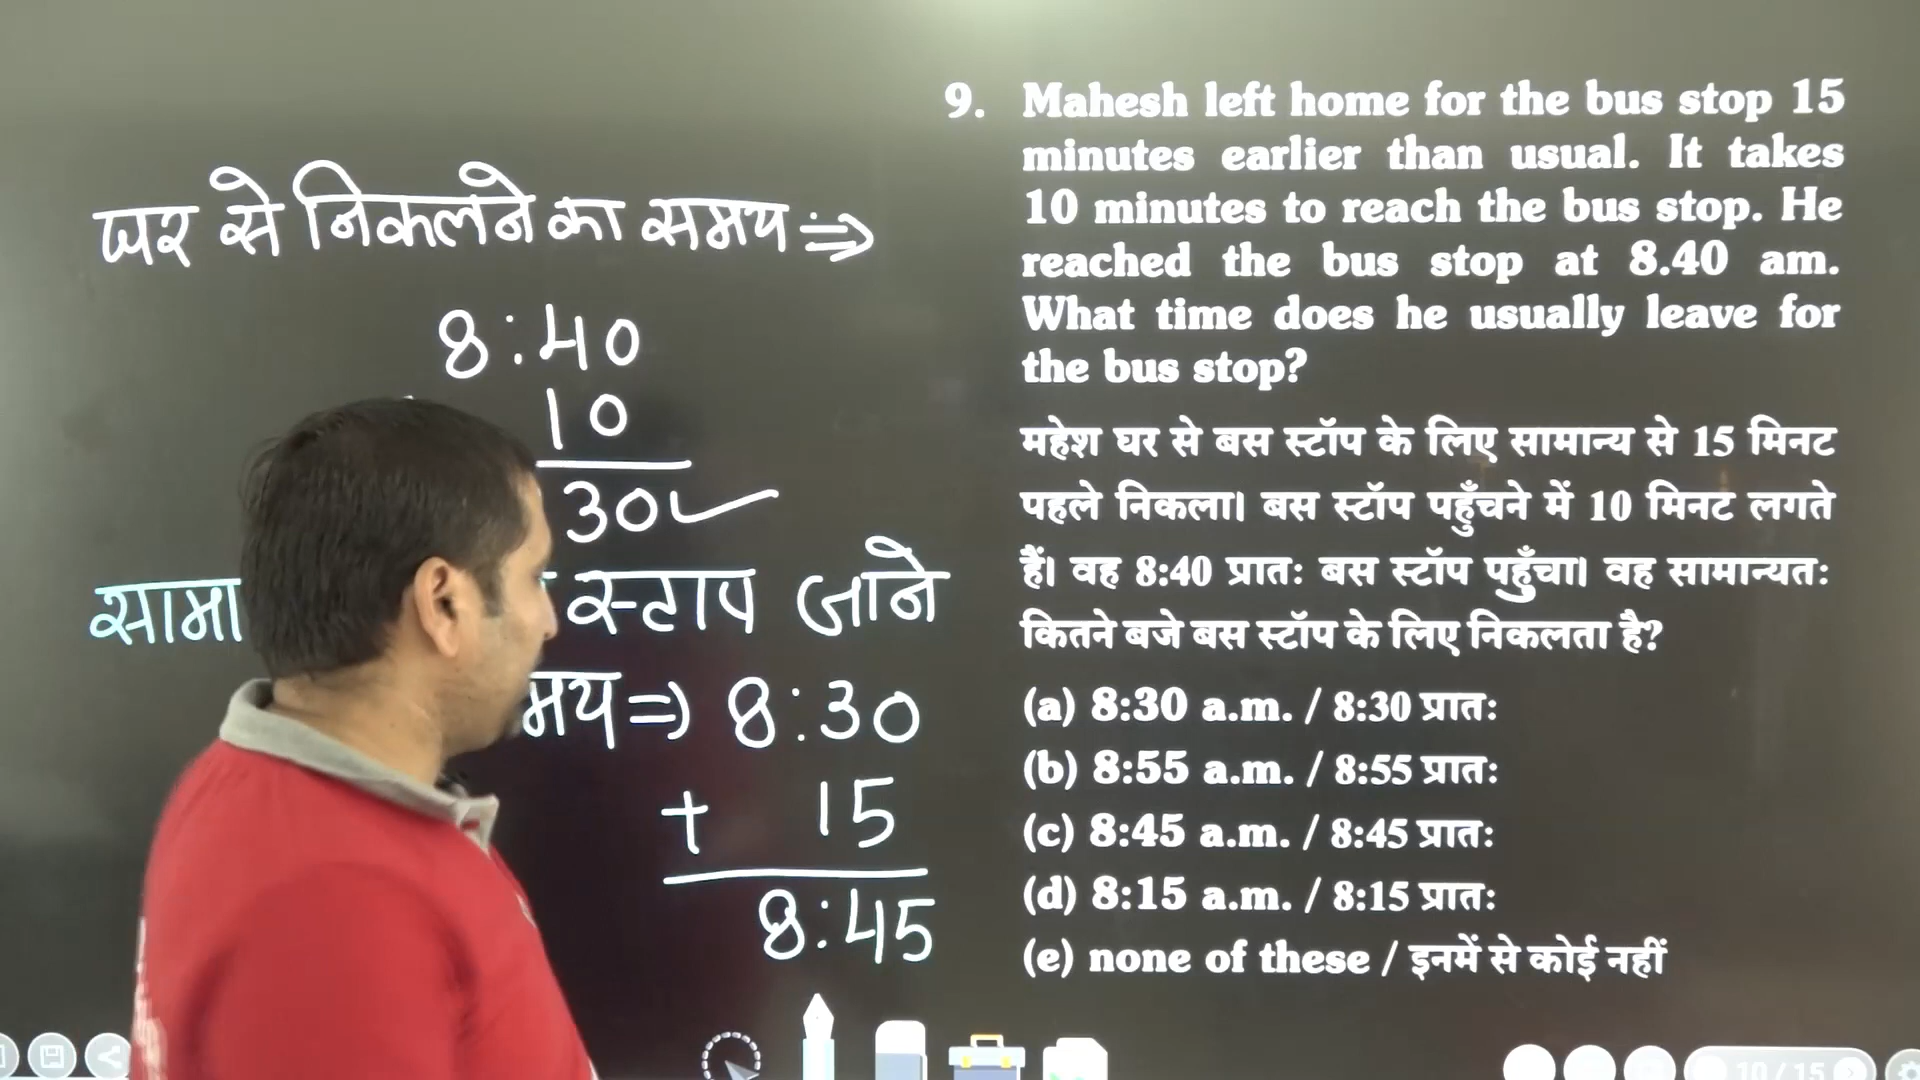 घर से निकलने का समय ⇒
8:40
10
30
सामा स्टाप जाने
मय ⇒ 8:30
+ 15
8:45
9. Mahesh left home for the bus stop 15
minutes earlier than usual. It takes
10 minutes to reach the bus stop. He
reached the bus stop at 8.40 am.
What time does he usually leave for
the bus stop?
महेश घर से बस स्टॉप के लिए सामान्य से 15 मिनट
पहले निकला। बस स्टॉप पहुँचने में 10 मिनट लगते
हैं। वह 8:40 प्रातः बस स्टॉप पहुँचा। वह सामान्यतः
कितने बजे बस स्टॉप के लिए निकलता है?
(a) 8:30 a.m. / 8:30 प्रातः
(b) 8:55 a.m. / 8:55 प्रातः
(c) 8:45 a.m. / 8:45 प्रातः
(d) 8:15 a.m. / 8:15 प्रातः
(e) none of these / इनमें से कोई नहीं
10/15